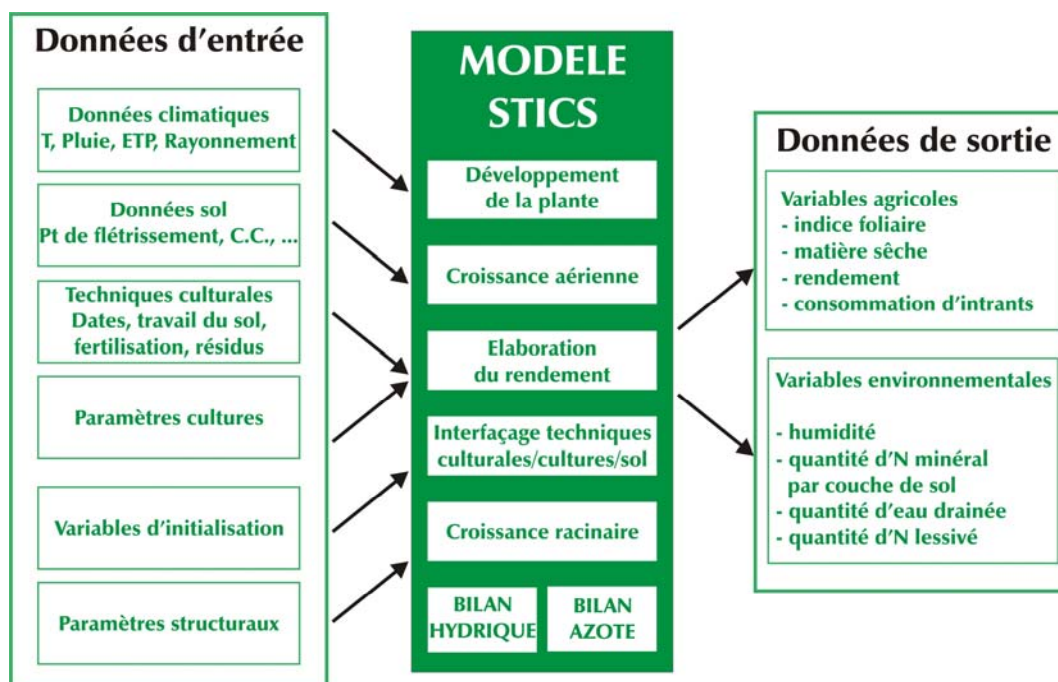 Données d'entrée
Données climatiques
T, Pluie, ETP, Rayonnement
Données sol
Pt de flétrissement, C.C., ...
Techniques culturales
Dates, travail du sol,
fertilisation, résidus
Paramètres cultures
Variables d'initialisation
Paramètres structuraux
MODELE
STICS
Développement
de la plante
Croissance aérienne
Elaboration
du rendement
Interfaçage techniques
culturales/cultures/sol
Croissance racinaire
BILAN
HYDRIQUE
BILAN
AZOTE
Données de sortie
Variables agricoles
- indice foliaire
- matière sêche
- rendement
- consommation d'intrants
Variables environnementales
- humidité
- quantité d'N minéral
par couche de sol
- quantité d'eau drainée
- quantité d'N lessivé